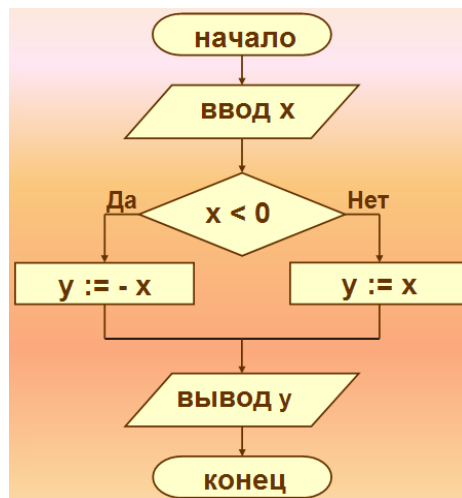 начало
ввод x
Да
x < 0
Нет
y := - x
y := x
вывод y
конец